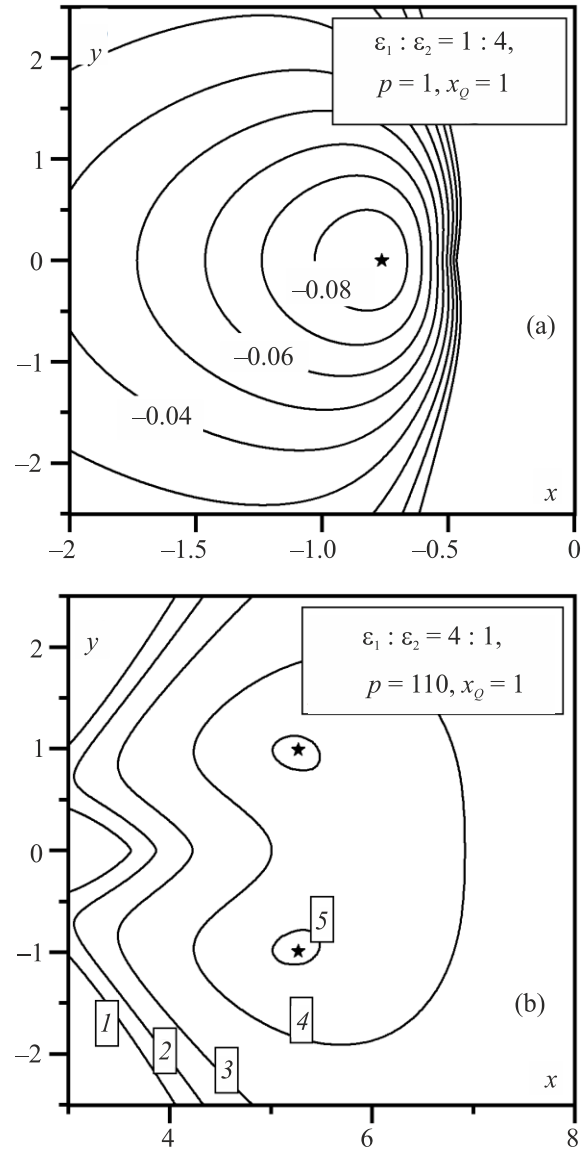 ε₁ : ε₂ = 1 : 4,
p = 1, x_Q = 1
y
2
1
0
–1
–2
–0.08
–0.06
–0.04
(a)
x
–2
–1.5
–1.0
–0.5
0
ε₁ : ε₂ = 4 : 1,
p = 110, x_Q = 1
y
2
1
0
–1
–2
5
4
1
2
3
(b)
x
4
6
8